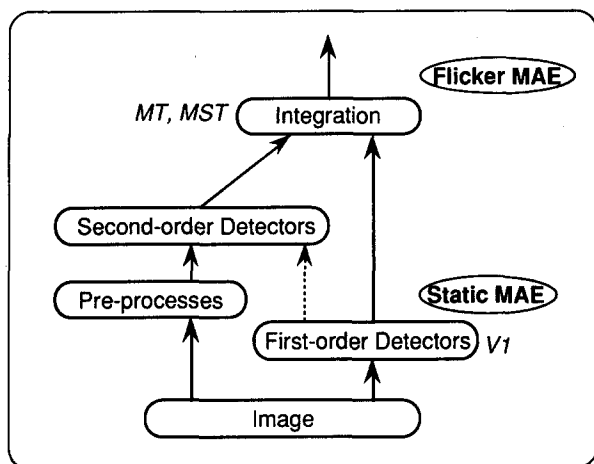 Flicker MAE
MT, MST
Integration
Second-order Detectors
Pre-processes
Static MAE
First-order Detectors
V1
Image